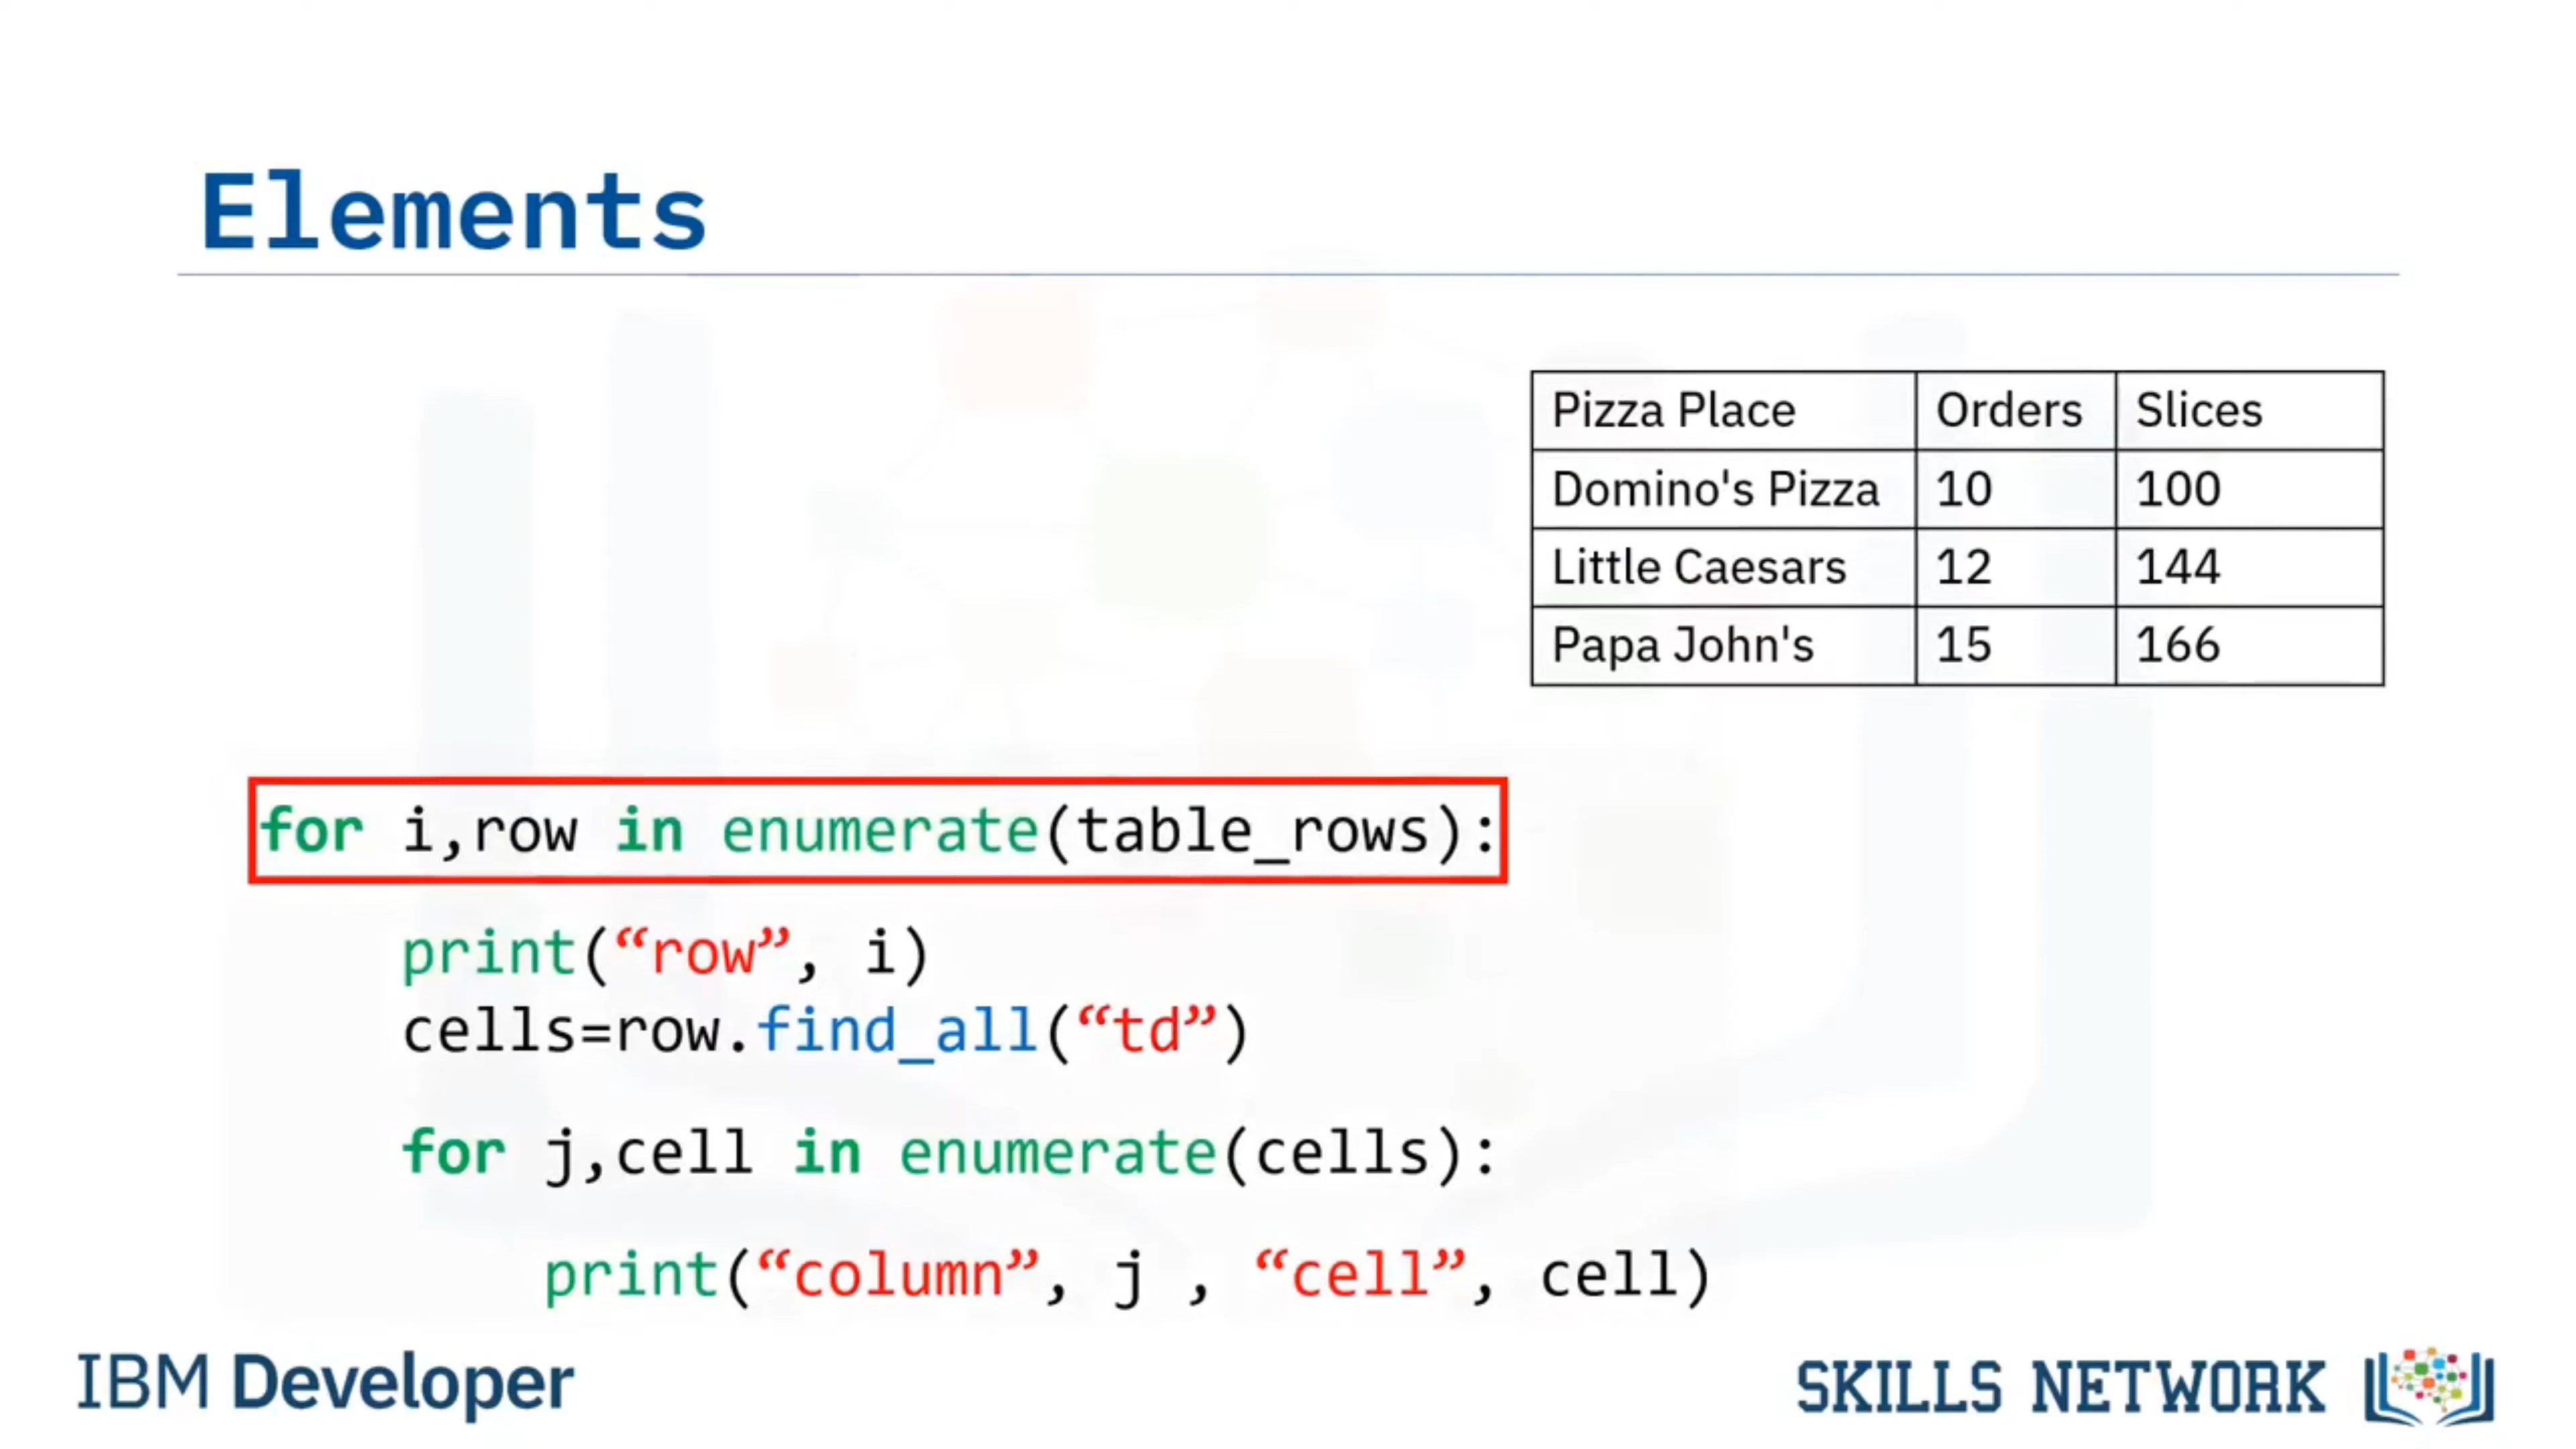 Elements
Pizza Place Orders Slices
Domino's Pizza 10 100
Little Caesars 12 144
Papa John's 15 166
for i,row in enumerate(table_rows):
print(“row”, i)
cells=row.find_all(“td”)
for j,cell in enumerate(cells):
print(“column”, j , “cell”, cell)
IBM Developer
SKILLS NETWORK